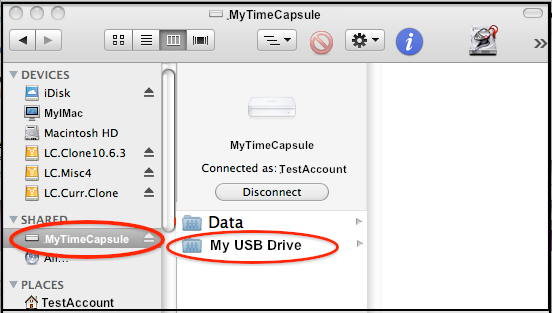 MyTimeCapsule
DEVICES
iDisk
MyIMac
Macintosh HD
LC.Clone10.6.3
LC.Misc4
LC.Curr.Clone
SHARED
MyTimeCapsule
All...
PLACES
TestAccount
MyTimeCapsule
Connected as: TestAccount
Disconnect
Data
My USB Drive